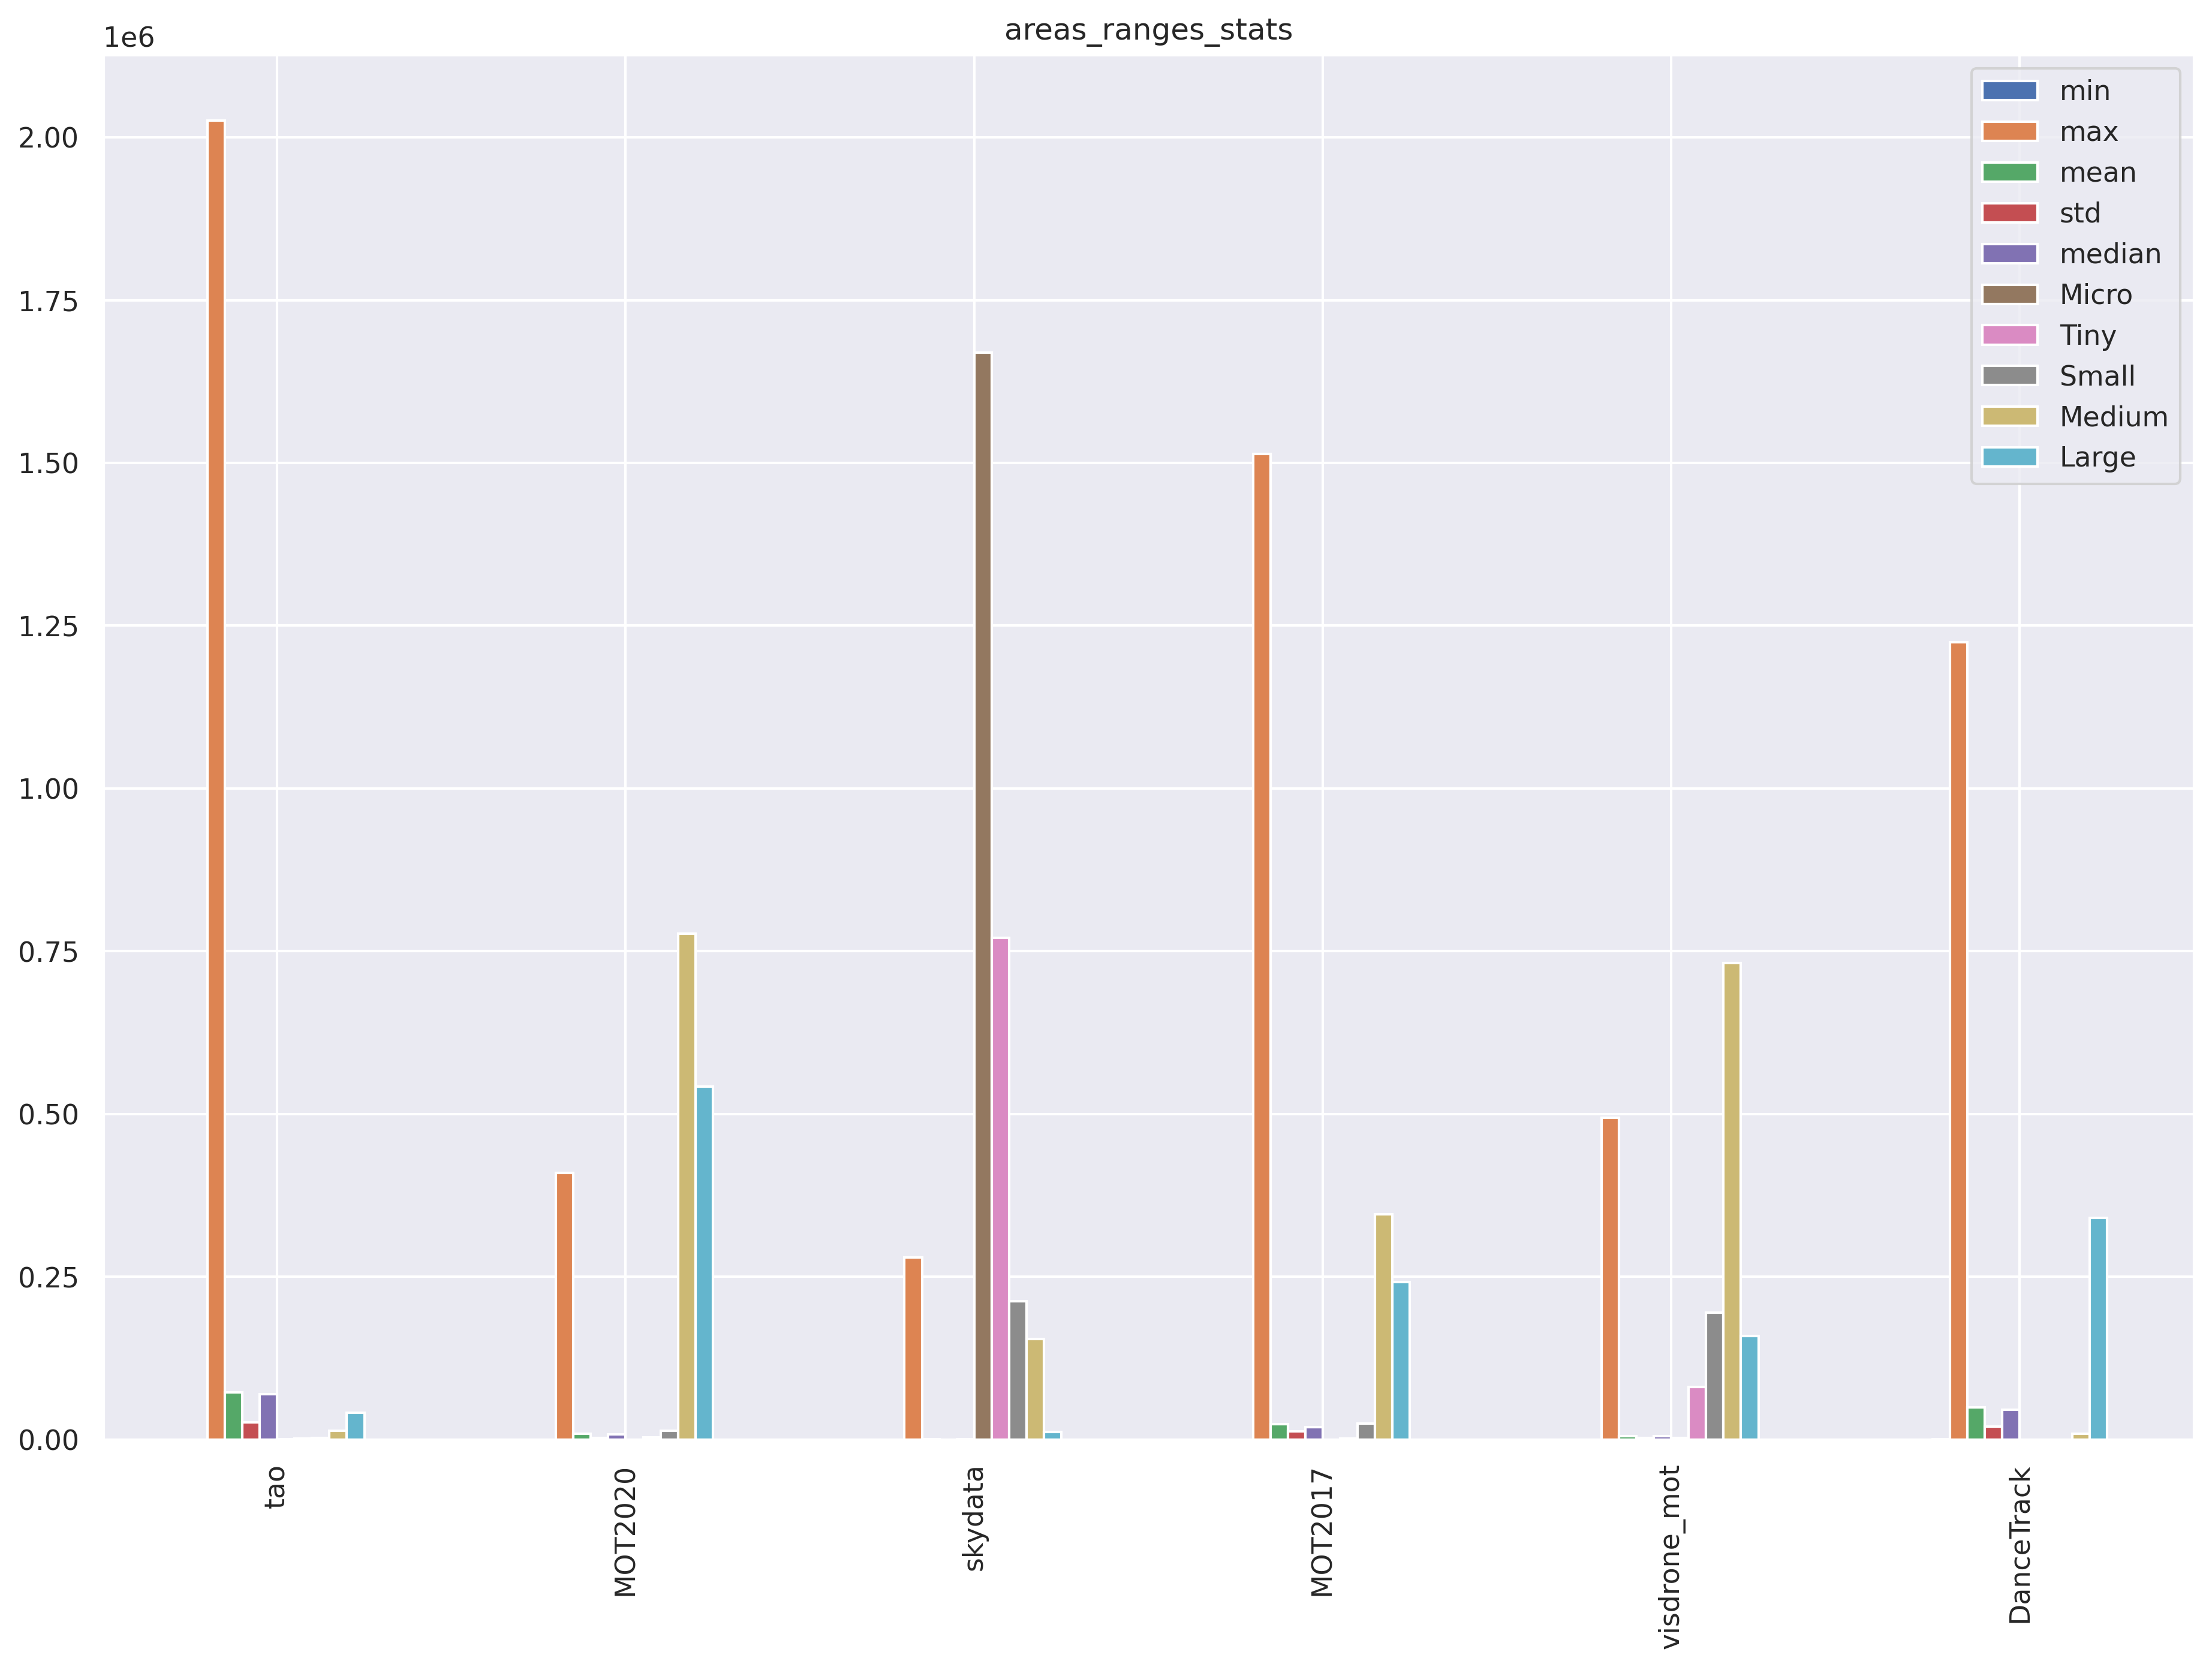 areas_ranges_stats
1e6
2.00
1.75
1.50
1.25
1.00
0.75
0.50
0.25
0.00
min
max
mean
std
median
Micro
Tiny
Small
Medium
Large
tao
MOT2020
skydata
MOT2017
visdrone_mot
DanceTrack